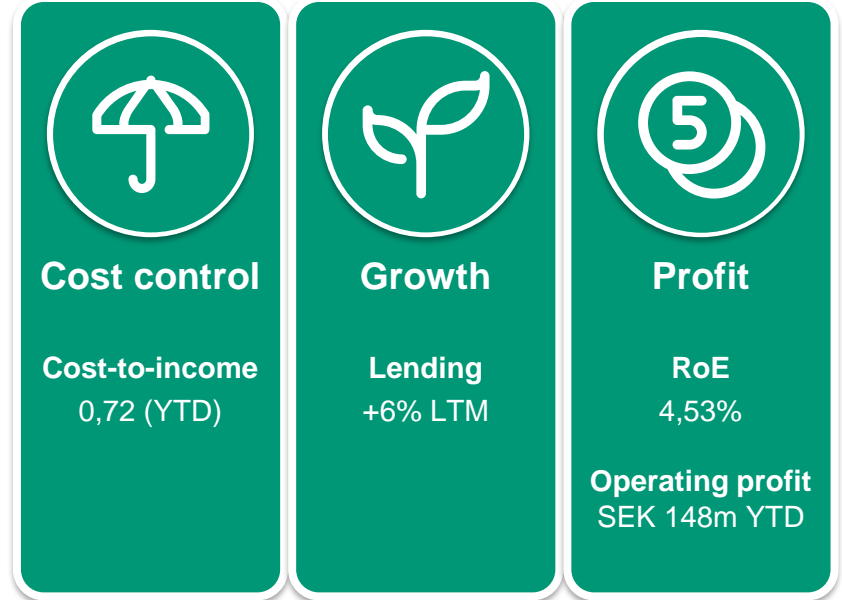 Cost control
Cost-to-income
0,72 (YTD)
Growth
Lending
+6% LTM
5
Profit
RoE
4,53%
Operating profit
SEK 148m YTD